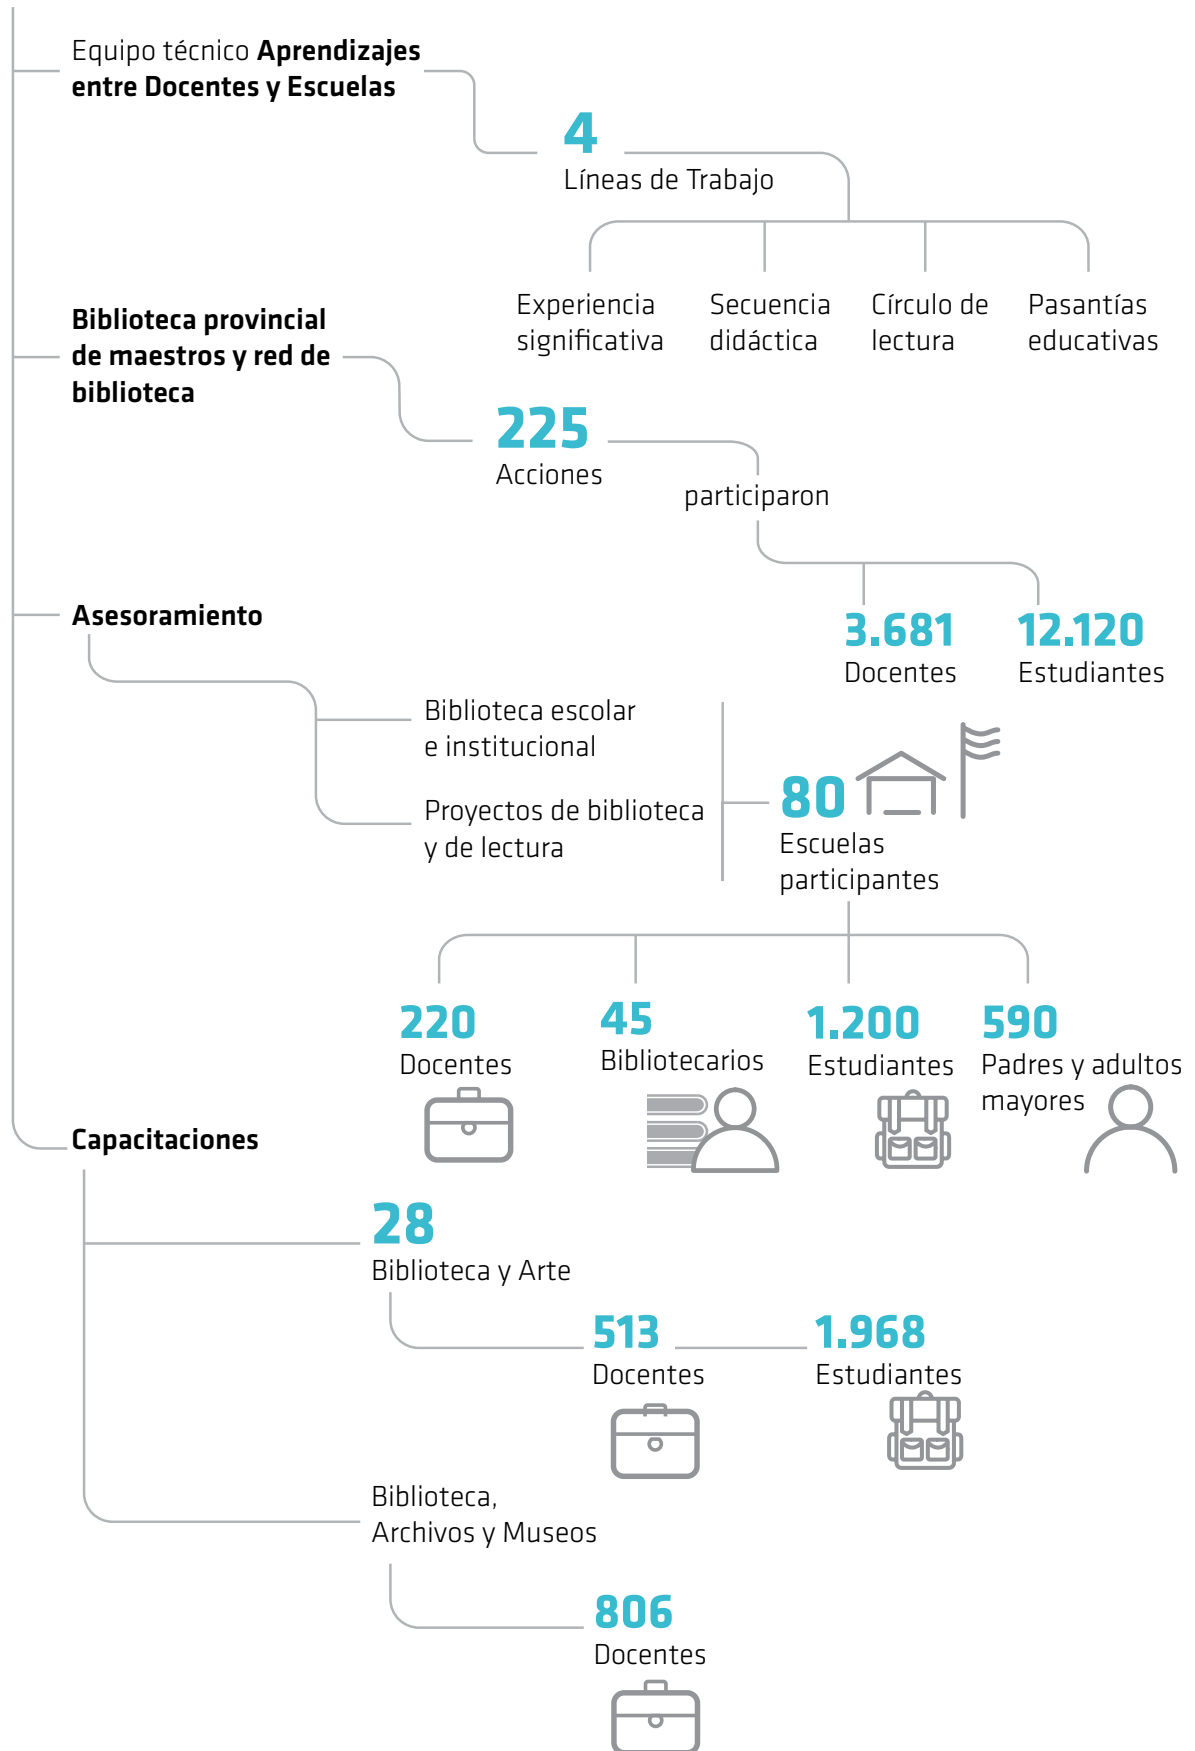 Equipo técnico Aprendizajes
entre Docentes y Escuelas
4
Líneas de Trabajo
Experiencia
significativa
Secuencia
didáctica
Círculo de
lectura
Pasantías
educativas
Biblioteca provincial
de maestros y red de
biblioteca
225
Acciones
participaron
3.681
Docentes
12.120
Estudiantes
Asesoramiento
Biblioteca escolar
e institucional
Proyectos de biblioteca
y de lectura
80
Escuelas
participantes
220
Docentes
45
Bibliotecarios
1.200
Estudiantes
590
Padres y adultos
mayores
Capacitaciones
28
Biblioteca y Arte
513
Docentes
1.968
Estudiantes
Biblioteca,
Archivos y Museos
806
Docentes